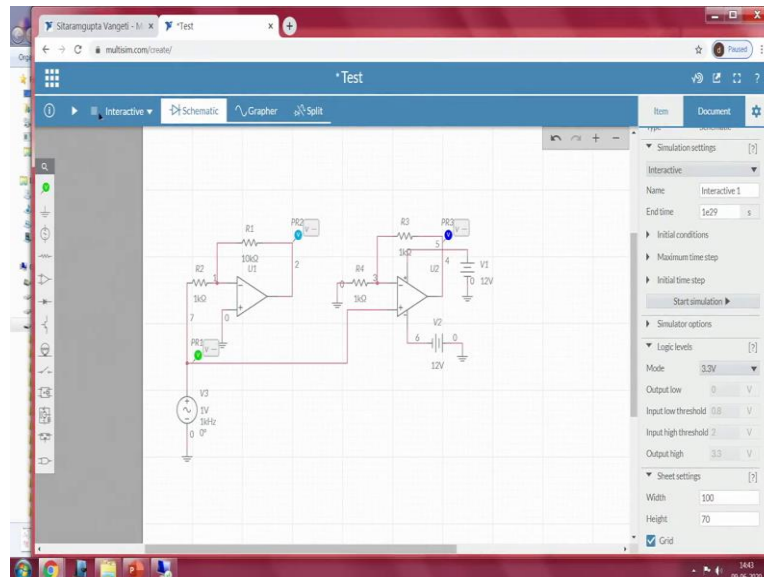 Sitaramgupta Vangeti - M x
*Test x
multisim.com/create/
d Paused
*Test
Interactive
Schematic
Grapher
Split
Item
Document
Simulation settings [?]
Interactive
Name Interactive 1
End time 1e29 s
Initial conditions
Maximum time step
Initial time step
Start simulation
Simulator options
Logic levels [?]
Mode 3.3V
Output low 0 V
Input low threshold 0.8 V
Input high threshold 2 V
Output high 3.3 V
Sheet settings [?]
Width 100
Height 70
Grid
R1
10kΩ
PR2
V --
2
R2
1kΩ
1
U1
7
0
PR1
V --
V3
1V
1kHz
0°
0
R3
1kΩ
PR3
V --
5
4
R4
1kΩ
0
3
U2
V1
0 12V
V2
6
0
12V
14:43